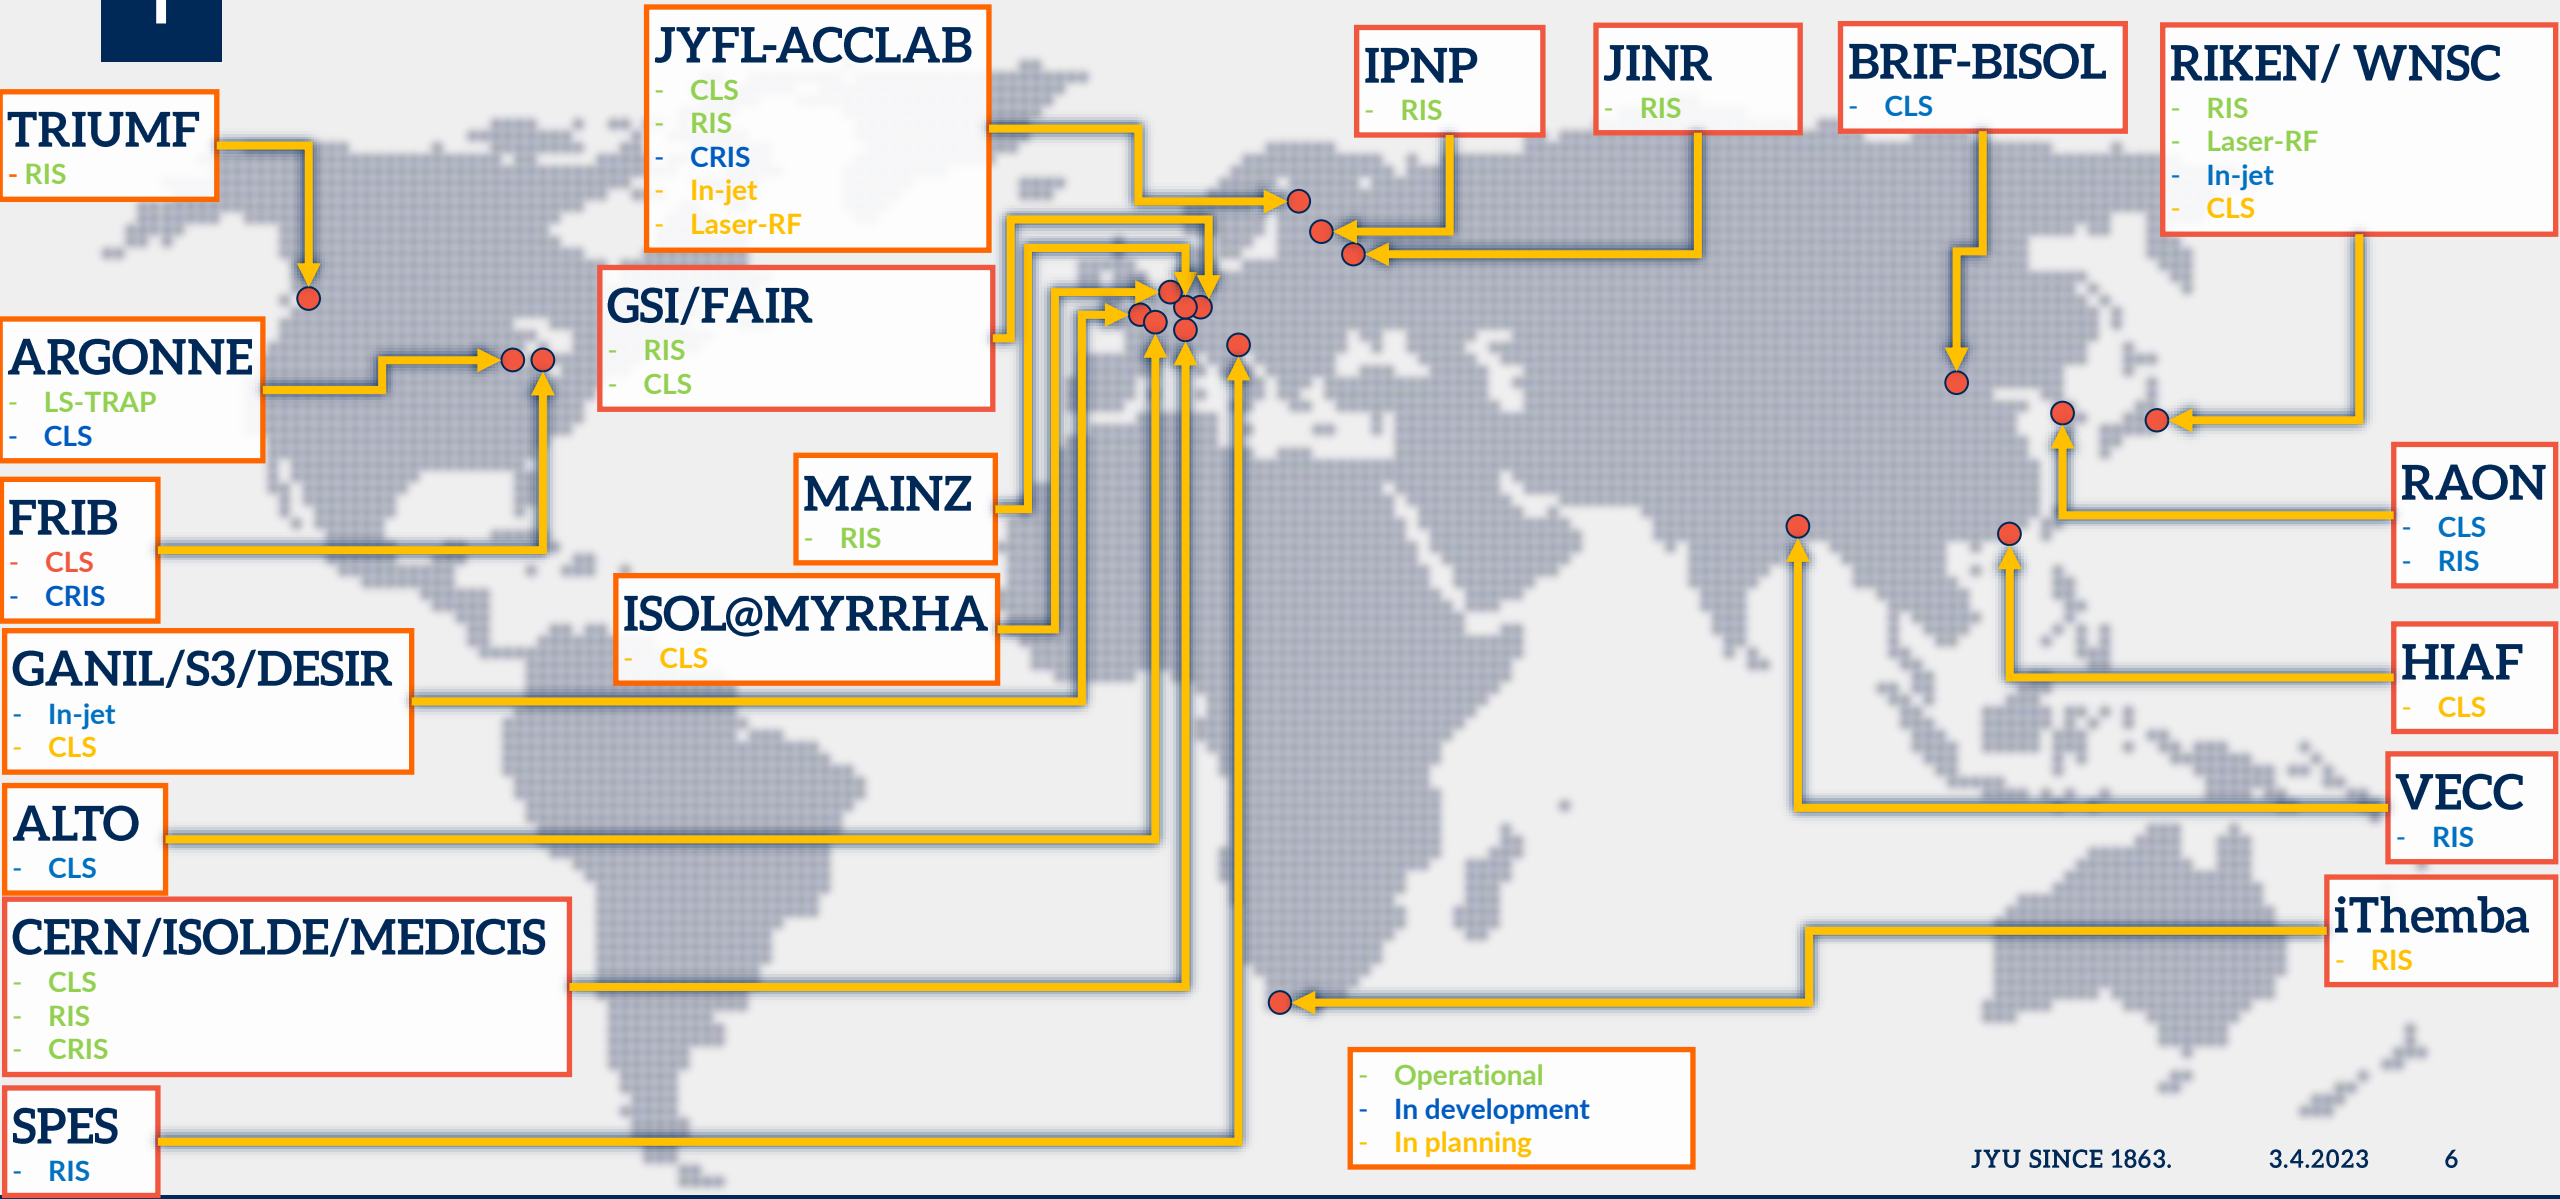 JYFL-ACCLAB
- CLS
- RIS
- CRIS
- In-jet
- Laser-RF
IPNP
- RIS
JINR
- RIS
BRIF-BISOL
- CLS
RIKEN/ WNSC
- RIS
- Laser-RF
- In-jet
- CLS
TRIUMF
- RIS
GSI/FAIR
- RIS
- CLS
ARGONNE
- LS-TRAP
- CLS
MAINZ
- RIS
RAON
- CLS
- RIS
FRIB
- CLS
- CRIS
ISOL@MYRRHA
- CLS
HIAF
- CLS
GANIL/S3/DESIR
- In-jet
- CLS
VECC
- RIS
ALTO
- CLS
iThemba
- RIS
CERN/ISOLDE/MEDICIS
- CLS
- RIS
- CRIS
SPES
- RIS
- Operational
- In development
- In planning
JYU SINCE 1863. 3.4.2023 6